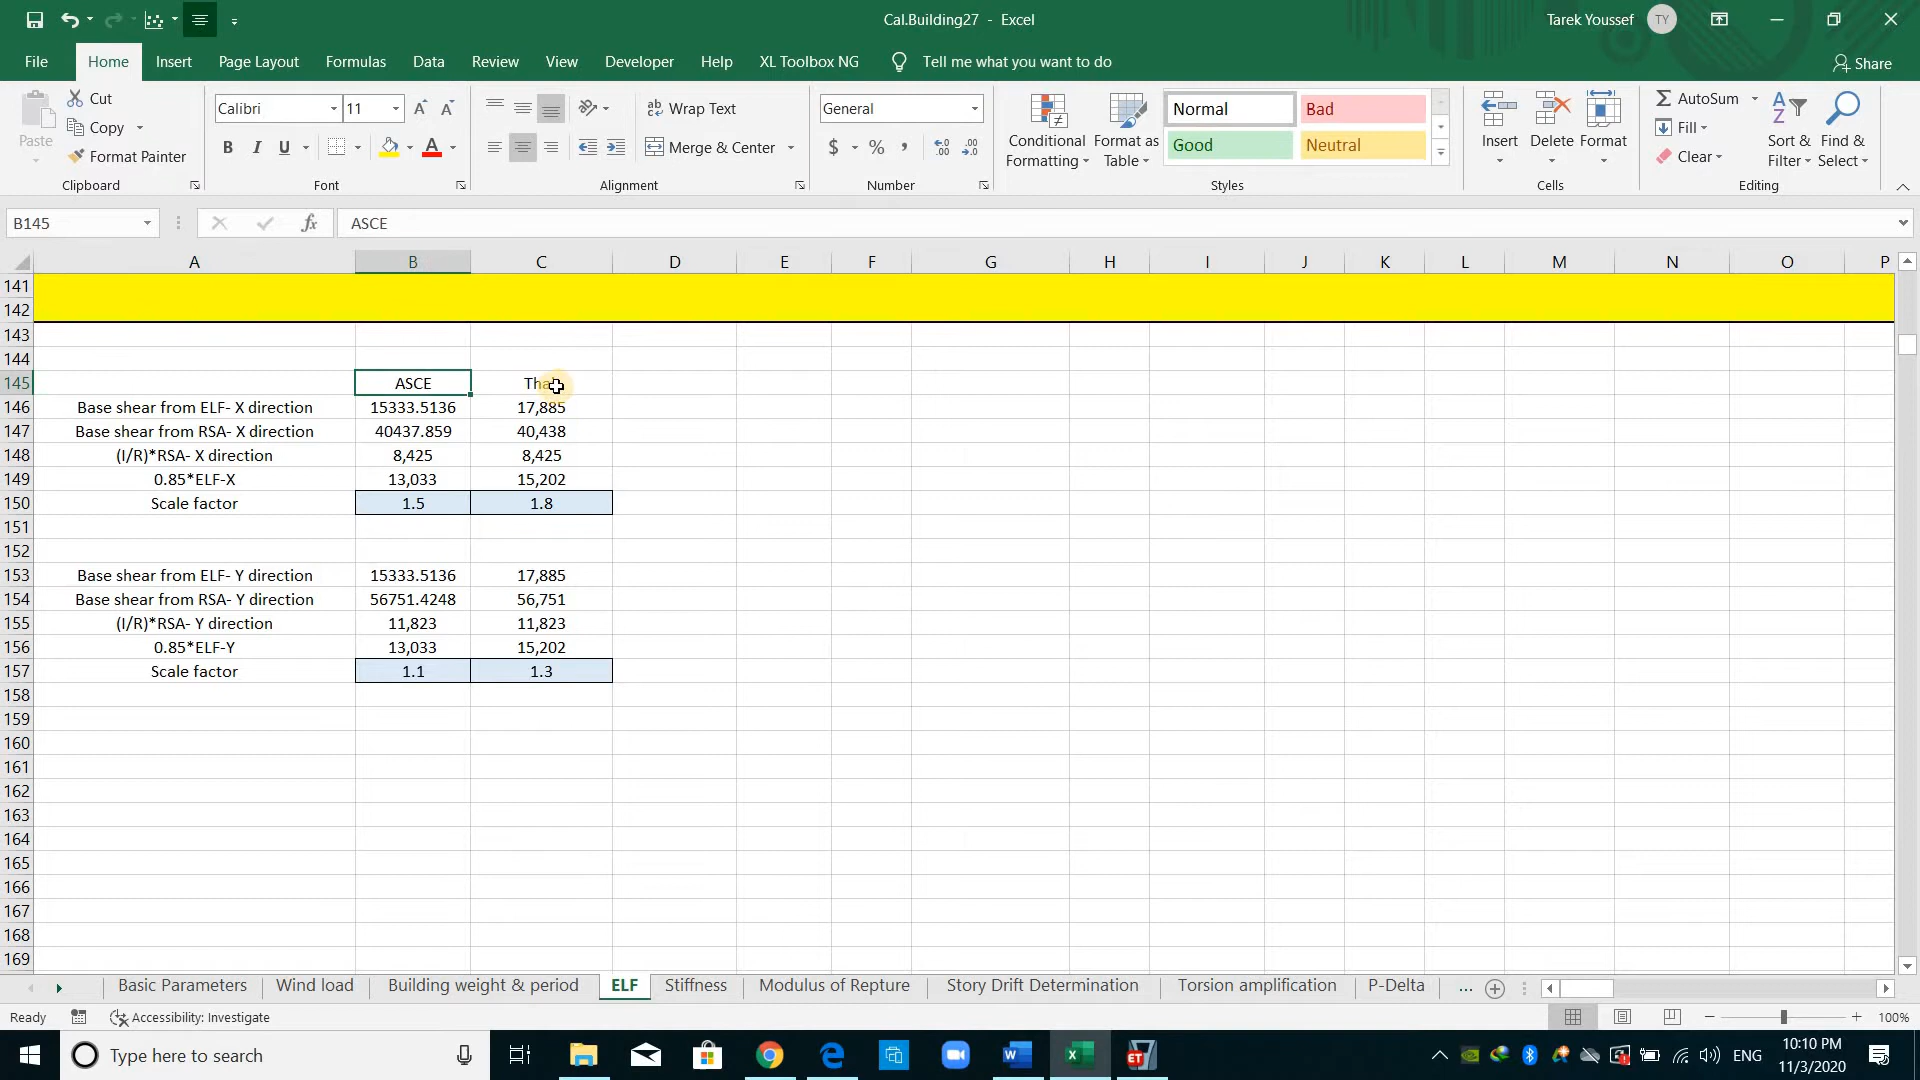 Cal.Building27 - Excel
Tarek Youssef
TY
File Home Insert Page Layout Formulas Data Review View Developer Help XL Toolbox NG Tell me what you want to do
Share
Paste
Cut
Copy
Format Painter
Clipboard
Calibri 11
B I U
Font
Wrap Text
Merge & Center
Alignment
General
$ % ,
Number
Conditional Formatting
Format as Table
Normal Bad
Good Neutral
Styles
Insert Delete Format
Cells
AutoSum
Fill
Clear
Sort & Filter
Find & Select
Editing
B145 fx ASCE
A B C D E F G H I J K L M N O P
141
142
143
144
145 ASCE
146 Base shear from ELF- X direction 15333.5136 17,885
147 Base shear from RSA- X direction 40437.859 40,438
148 (I/R)*RSA- X direction 8,425 8,425
149 0.85*ELF-X 13,033 15,202
150 Scale factor 1.5 1.8
151
152
153 Base shear from ELF- Y direction 15333.5136 17,885
154 Base shear from RSA- Y direction 56751.4248 56,751
155 (I/R)*RSA- Y direction 11,823 11,823
156 0.85*ELF-Y 13,033 15,202
157 Scale factor 1.1 1.3
158
159
160
161
162
163
164
165
166
167
168
169
Basic Parameters Wind load Building weight & period ELF Stiffness Modulus of Repture Story Drift Determination Torsion amplification P-Delta ...
Ready Accessibility: Investigate 100%
Type here to search
ENG
10:10 PM
11/3/2020